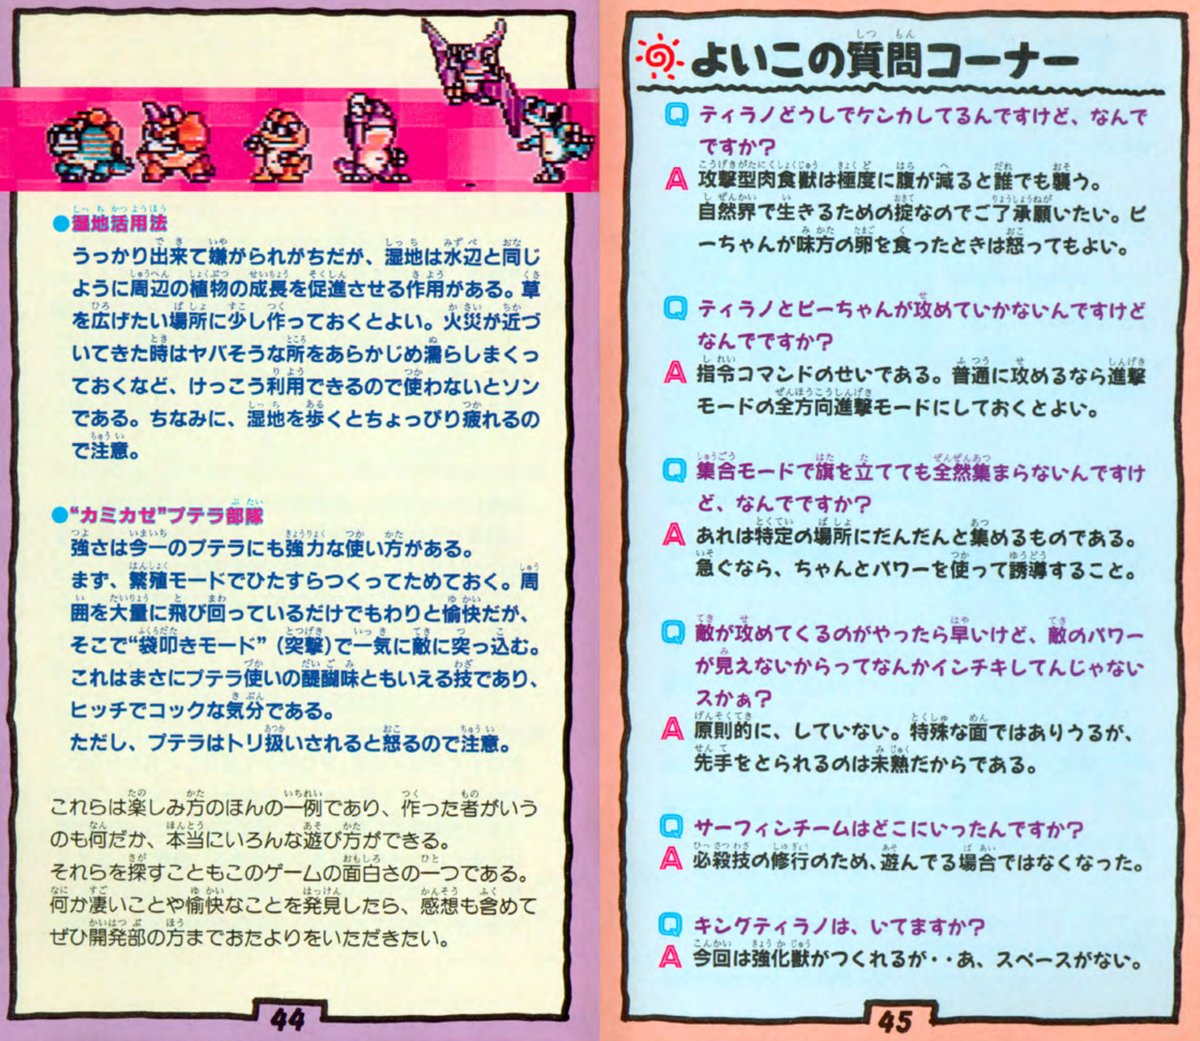 ●湿地活用法
うっかり出来て嫌がられがちだが、湿地は水辺と同じ
ように周辺の植物の成長を促進させる作用がある。草
を広げたい場所に少し作っておくとよい。火災が近づ
いてきた時はヤバそうな所をあらかじめ濡らしまくっ
ておくなど、けっこう利用できるので使わないとソン
である。ちなみに、湿地を歩くとちょっぴり疲れるの
で注意。
●“カミカゼ”プテラ部隊
強さは今一のプテラにも強力な使い方がある。
まず、繁殖モードでひたすらつくってためておく。周
囲を大量に飛び回っているだけでもわりと愉快だが、
そこで“袋叩きモード”（突撃）で一気に敵に突っ込む。
これはまさにプテラ使いの醍醐味ともいえる技であり、
ヒッチでコックな気分である。
ただし、プテラはトリ扱いされると怒るので注意。
これらは楽しみ方のほんの一例であり、作った者がいう
のも何だか、本当にいろんな遊び方ができる。
それらを探すこともこのゲームの面白さの一つである。
何か凄いことや愉快なことを発見したら、感想も含めて
ぜひ開発部の方までおたよりをいただきたい。
44
よいこの質問コーナー
Q ティラノどうしでケンカしてるんですけど、なんで
ですか？
A 攻撃型肉食獣は極度に腹が減ると誰でも襲う。
自然界で生きるための掟なのでご了承願いたい。ピ
ーちゃんが味方の卵を食ったときは怒ってもよい。
Q ティラノとピーちゃんが攻めていかないんですけど
なんでですか？
A 指令コマンドのせいである。普通に攻めるなら進撃
モードの全方向進撃モードにしておくとよい。
Q 集合モードで旗を立てても全然集まらないんですけ
ど、なんでですか？
A あれは特定の場所にだんだんと集めるものである。
急ぐなら、ちゃんとパワーを使って誘導すること。
Q 敵が攻めてくるのがやったら早いけど、敵のパワー
が見えないからってなんかインチキしてんじゃない
スかぁ？
A 原則的に、していない。特殊な面ではありうるが、
先手をとられるのは未熟だからである。
Q サーフィンチームはどこにいったんですか？
A 必殺技の修行のため、遊んでる場合ではなくなった。
Q キングティラノは、いてますか？
A 今回は強化獣がつくれるが・・あ、スペースがない。
45